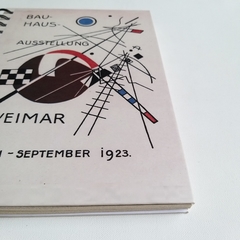 BAU-
HAUS-
AUSSTELLUNG
WEIMAR
- SEPTEMBER 1923.